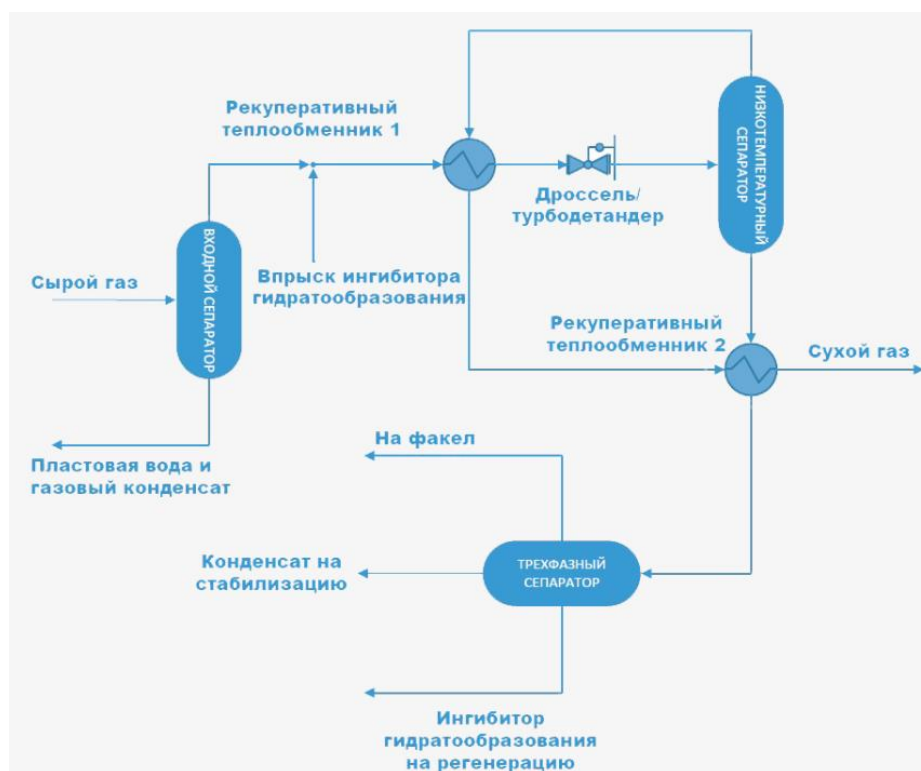 Рекуперативный
теплообменник 1
НИЗКОТЕМПЕРАТУРНЫЙ
СЕПАРАТОР
Дроссель/
турбодетандер
ВХОДНОЙ СЕПАРАТОР
Сырой газ
Впрыск ингибитора
гидратообразования
Рекуперативный
теплообменник 2
Сухой газ
Пластовая вода и
газовый конденсат
На факел
Конденсат на
стабилизацию
ТРЕХФАЗНЫЙ
СЕПАРАТОР
Ингибитор
гидратообразования
на регенерацию